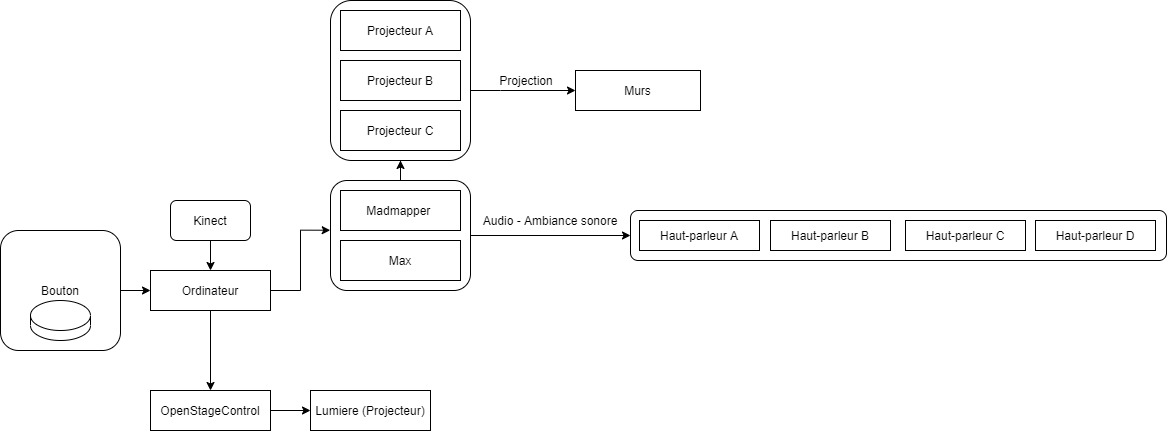 Projecteur A
Projecteur B
Projecteur C
Projection
Murs
Kinect
Madmapper
Max
Audio - Ambiance sonore
Haut-parleur A
Haut-parleur B
Haut-parleur C
Haut-parleur D
Bouton
Ordinateur
OpenStageControl
Lumiere (Projecteur)